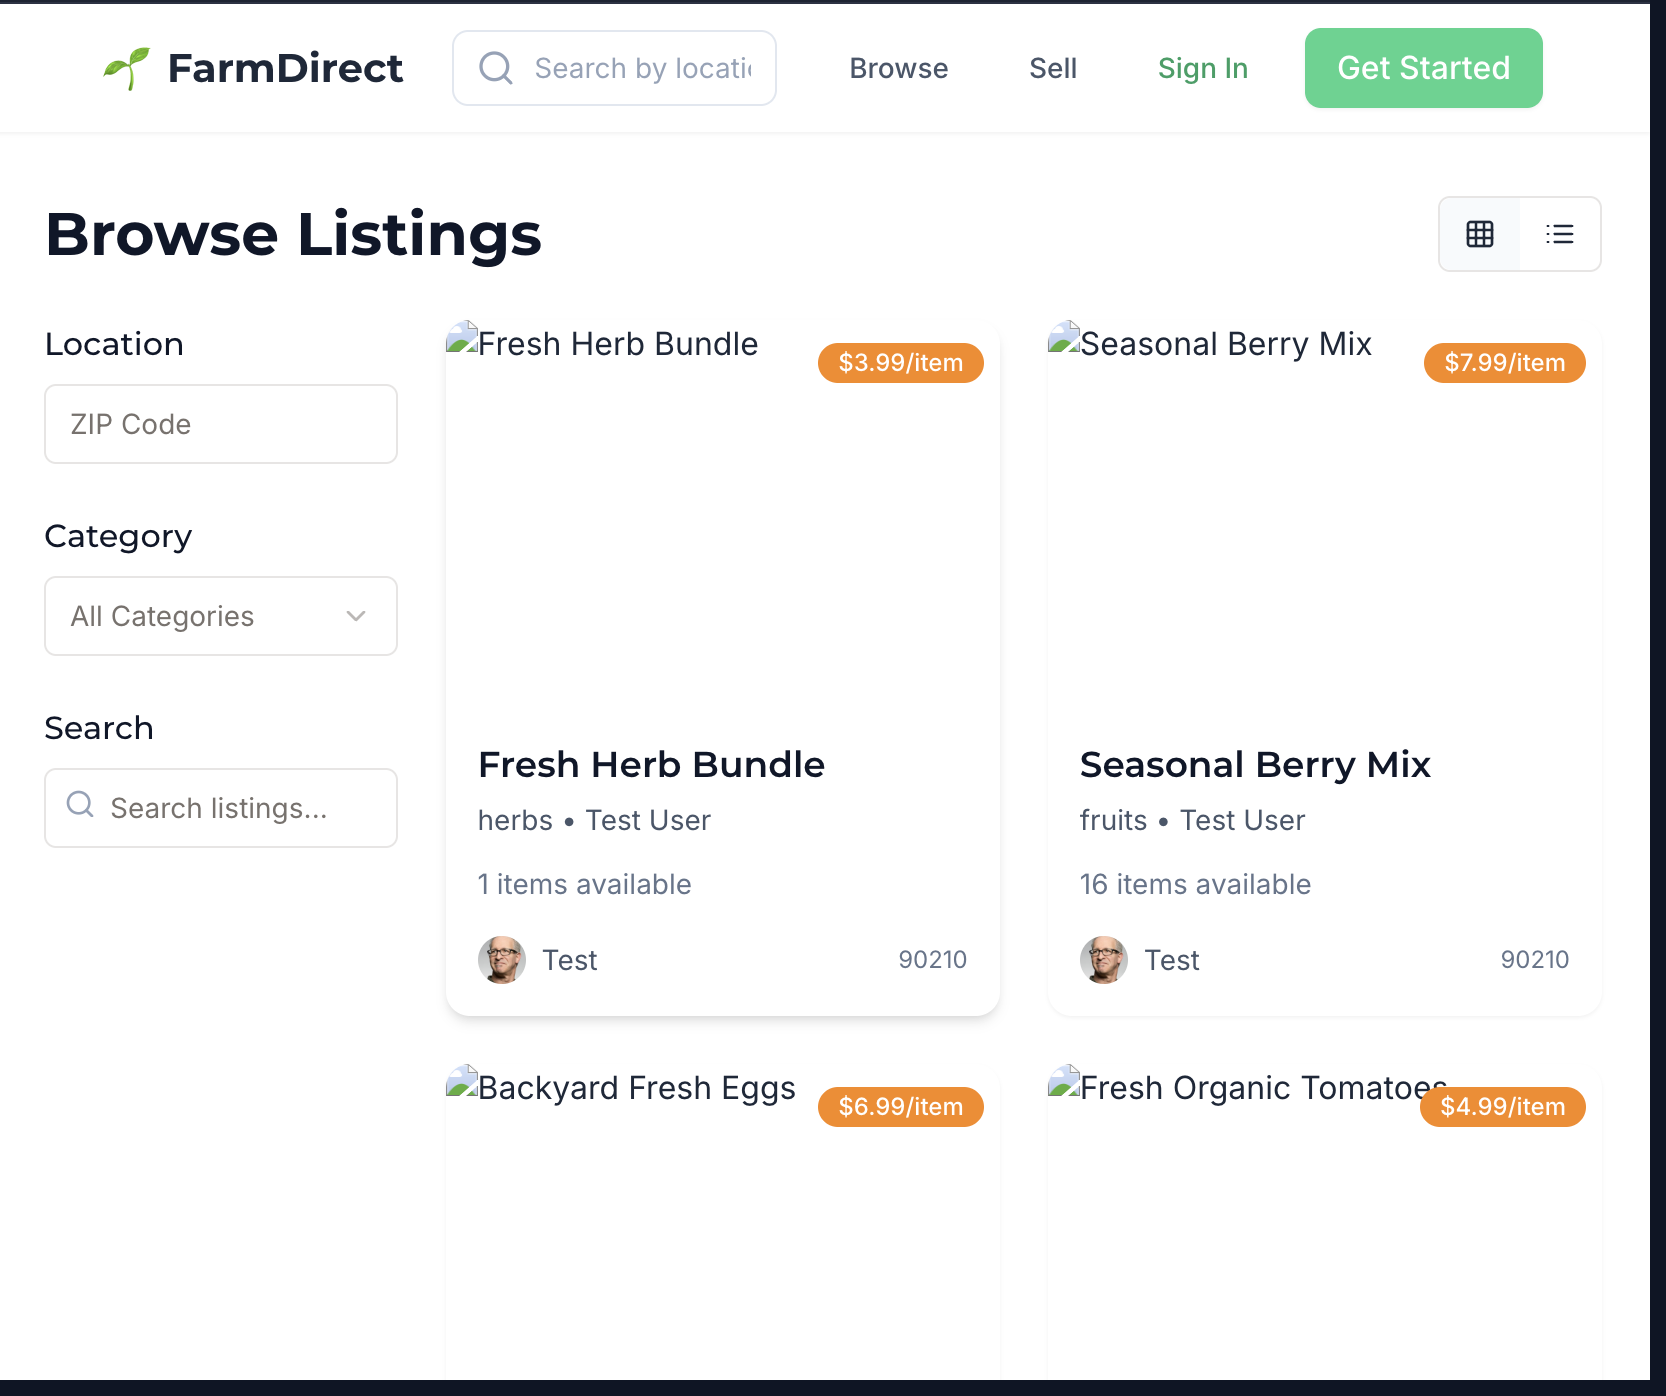 FarmDirect
Search by locati
Browse
Sell
Sign In
Get Started
Browse Listings
Location
ZIP Code
Category
All Categories
Search
Search listings...
Fresh Herb Bundle
$3.99/item
Fresh Herb Bundle
herbs • Test User
1 items available
Test
90210
Seasonal Berry Mix
$7.99/item
Seasonal Berry Mix
fruits • Test User
16 items available
Test
90210
Backyard Fresh Eggs
$6.99/item
Fresh Organic Tomatoes
$4.99/item